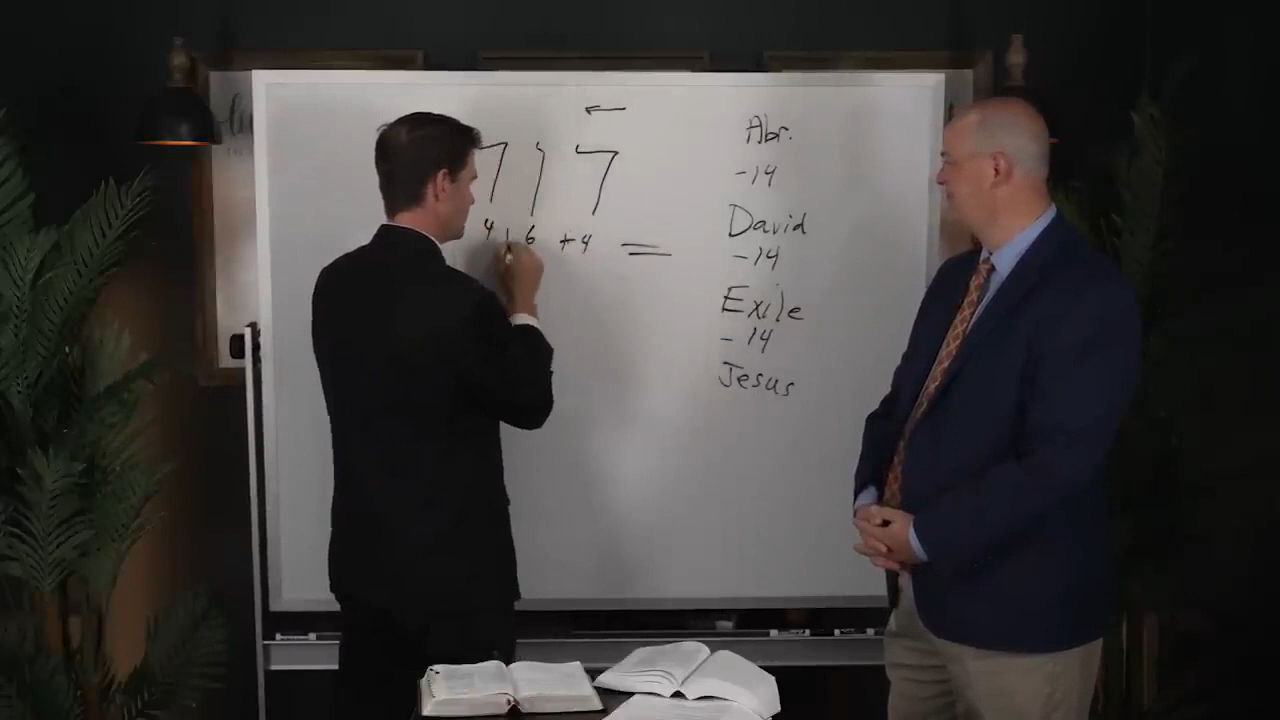 ←
דוד
4 + 6 + 4 =
Abr.
-14
David
-14
Exile
-14
Jesus